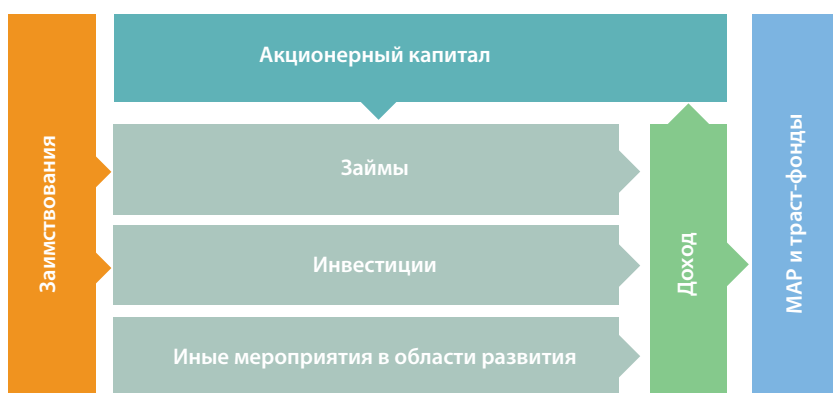 Заимствования
Акционерный капитал
Займы
Инвестиции
Иные мероприятия в области развития
Доход
МАР и траст-фонды